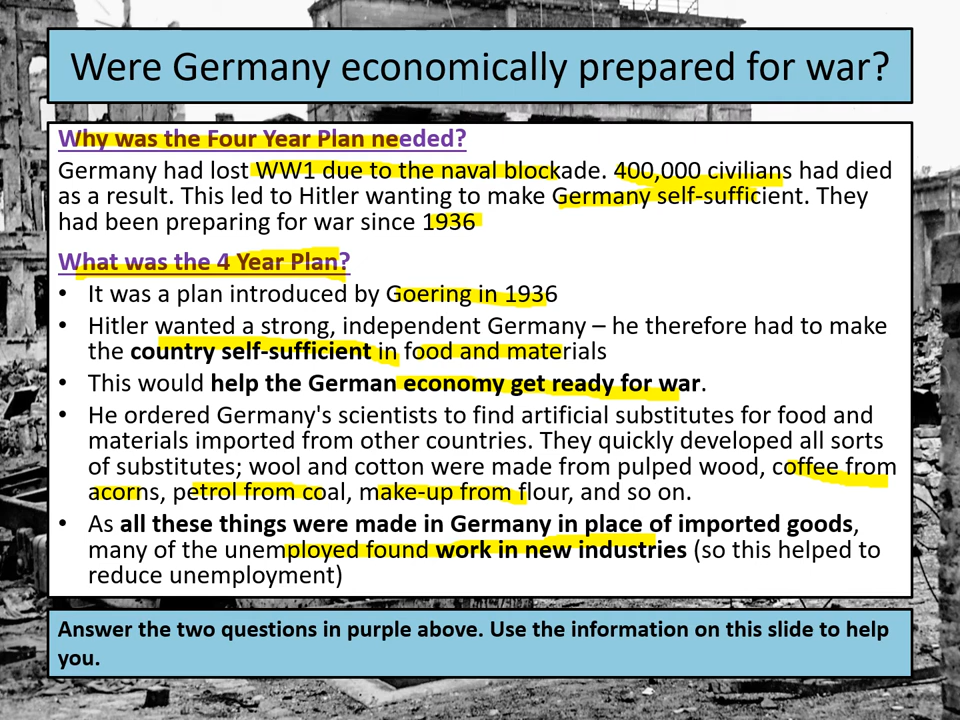 Were Germany economically prepared for war?
Why was the Four Year Plan needed?
Germany had lost WW1 due to the naval blockade. 400,000 civilians had died
as a result. This led to Hitler wanting to make Germany self-sufficient. They
had been preparing for war since 1936
What was the 4 Year Plan?
• It was a plan introduced by Goering in 1936
• Hitler wanted a strong, independent Germany – he therefore had to make
the country self-sufficient in food and materials
• This would help the German economy get ready for war.
• He ordered Germany's scientists to find artificial substitutes for food and
materials imported from other countries. They quickly developed all sorts
of substitutes; wool and cotton were made from pulped wood, coffee from
acorns, petrol from coal, make-up from flour, and so on.
• As all these things were made in Germany in place of imported goods,
many of the unemployed found work in new industries (so this helped to
reduce unemployment)
Answer the two questions in purple above. Use the information on this slide to help
you.